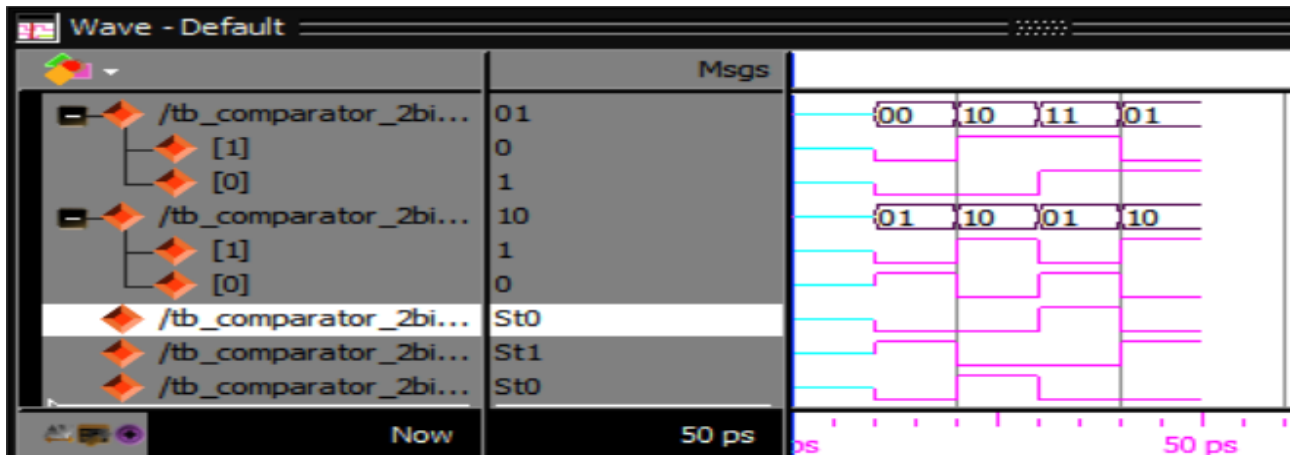 Wave - Default
Msgs
/tb_comparator_2bi... 01 00 10 11 01
[1] 0
[0] 1
/tb_comparator_2bi... 10 01 10 01 10
[1] 1
[0] 0
/tb_comparator_2bi... St0
/tb_comparator_2bi... St1
/tb_comparator_2bi... St0
Now 50 ps ps 50 ps